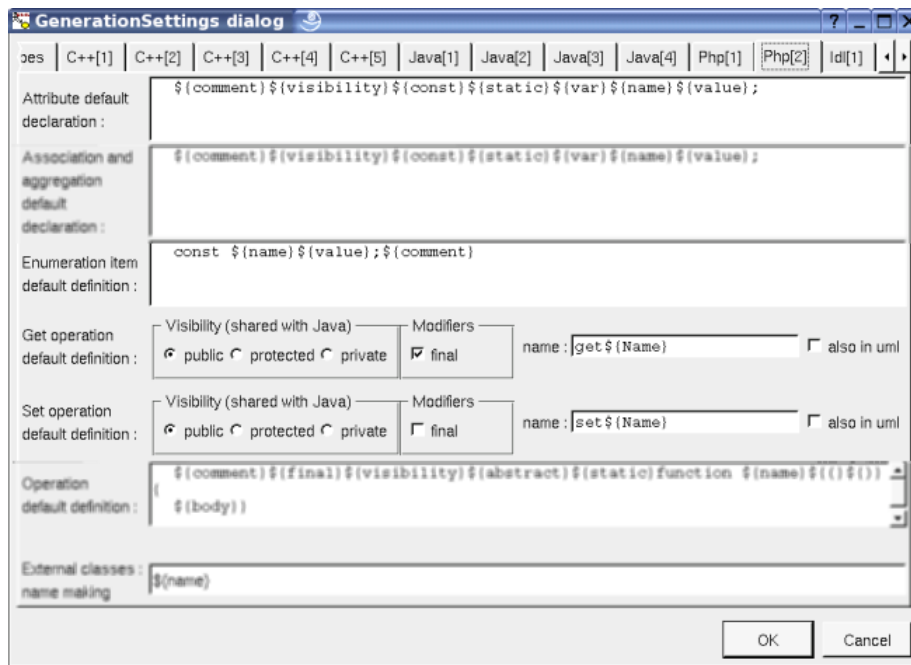 GenerationSettings dialog
pes C++[1] C++[2] C++[3] C++[4] C++[5] Java[1] Java[2] Java[3] Java[4] Php[1] Php[2] Idl[1]
Attribute default
declaration :
${comment}${visibility}${const}${static}${var}${name}${value};
Association and
aggregation
default
declaration :
${comment}${visibility}${const}${static}${var}${name}${value};
Enumeration item
default definition :
const ${name}${value};${comment}
Get operation
default definition :
Visibility (shared with Java)
public protected private
Modifiers
final
name : get${Name}
also in uml
Set operation
default definition :
Visibility (shared with Java)
public protected private
Modifiers
final
name : set${Name}
also in uml
Operation
default definition :
${comment}${final}${visibility}${abstract}${static}function ${name}${(}${)}
{
${body}}
External classes :
name making
${name}
OK Cancel